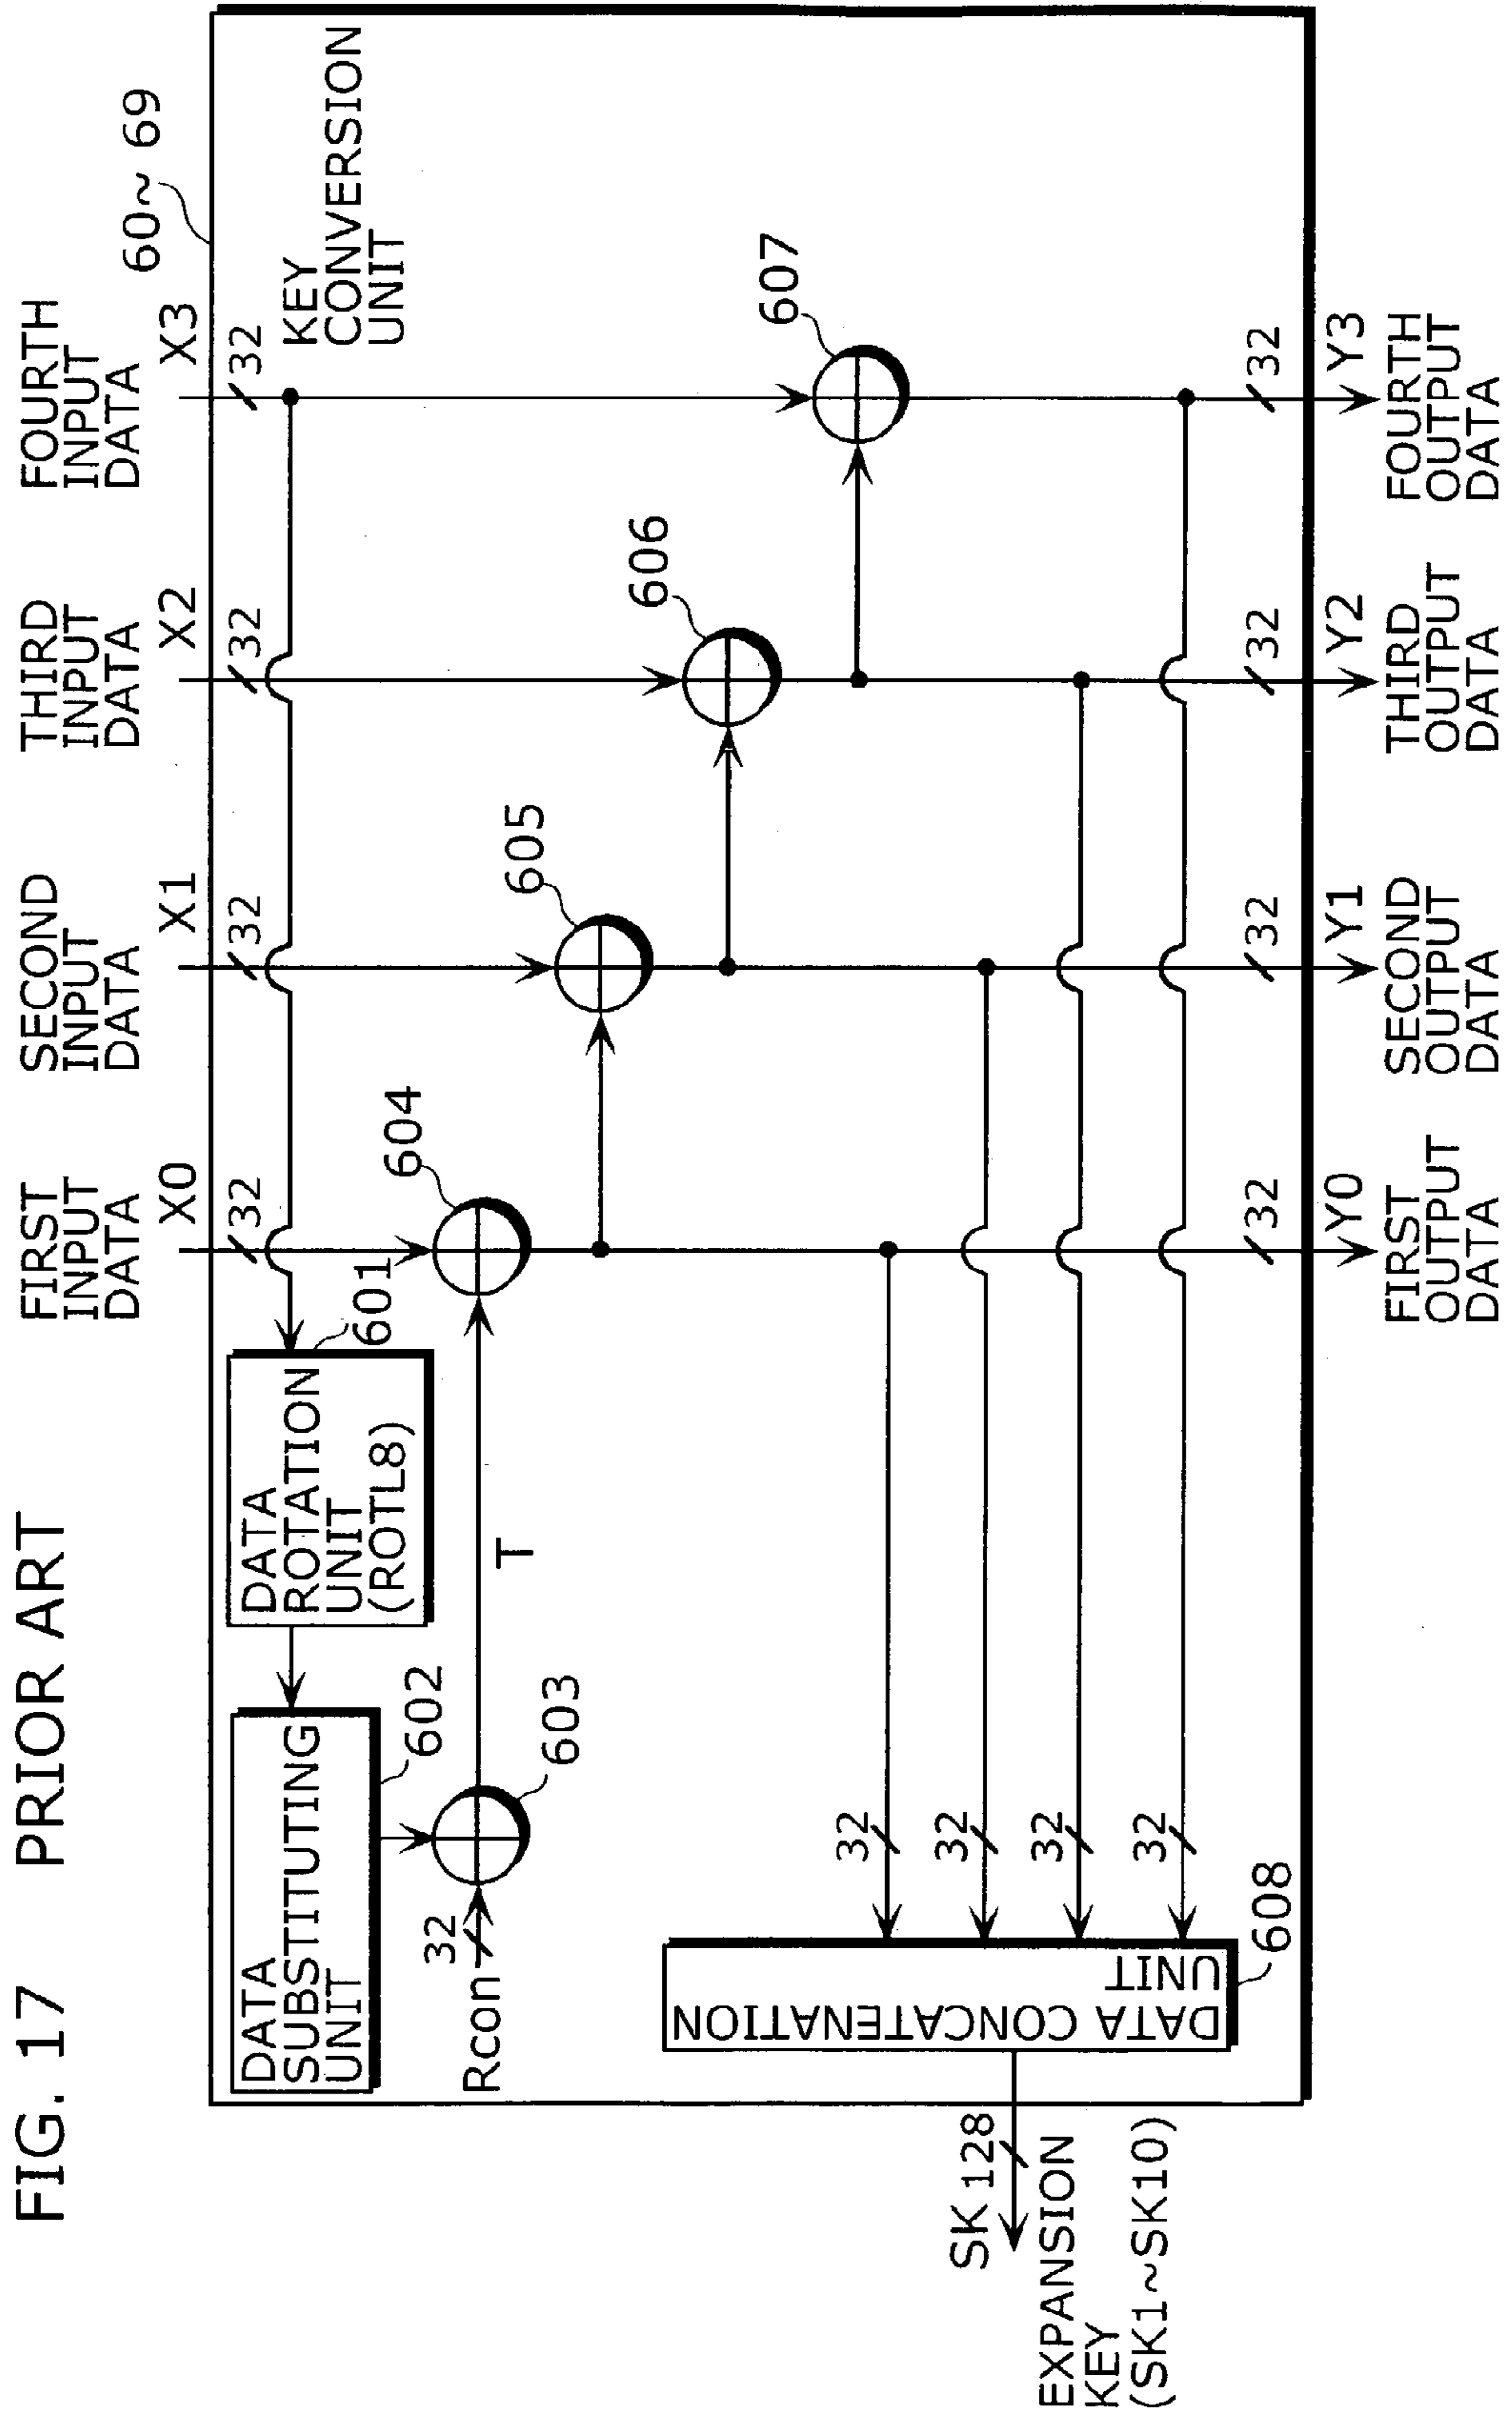 FIG. 17 PRIOR ART
FIRST
INPUT
DATA
X0
SECOND
INPUT
DATA
X1
THIRD
INPUT
DATA
X2
FOURTH
INPUT
DATA
X3
60~69
32
32
32
32
KEY
CONVERSION
UNIT
DATA
SUBSTITUTING
UNIT
602
DATA
ROTATION
UNIT
(ROTL8)
601
Rcon
32
603
T
604
605
606
607
32
32
32
32
DATA CONCATENATION
UNIT
608
SK
128
EXPANSION
KEY
(SK1~SK10)
32
32
32
32
Y0
FIRST
OUTPUT
DATA
Y1
SECOND
OUTPUT
DATA
Y2
THIRD
OUTPUT
DATA
Y3
FOURTH
OUTPUT
DATA